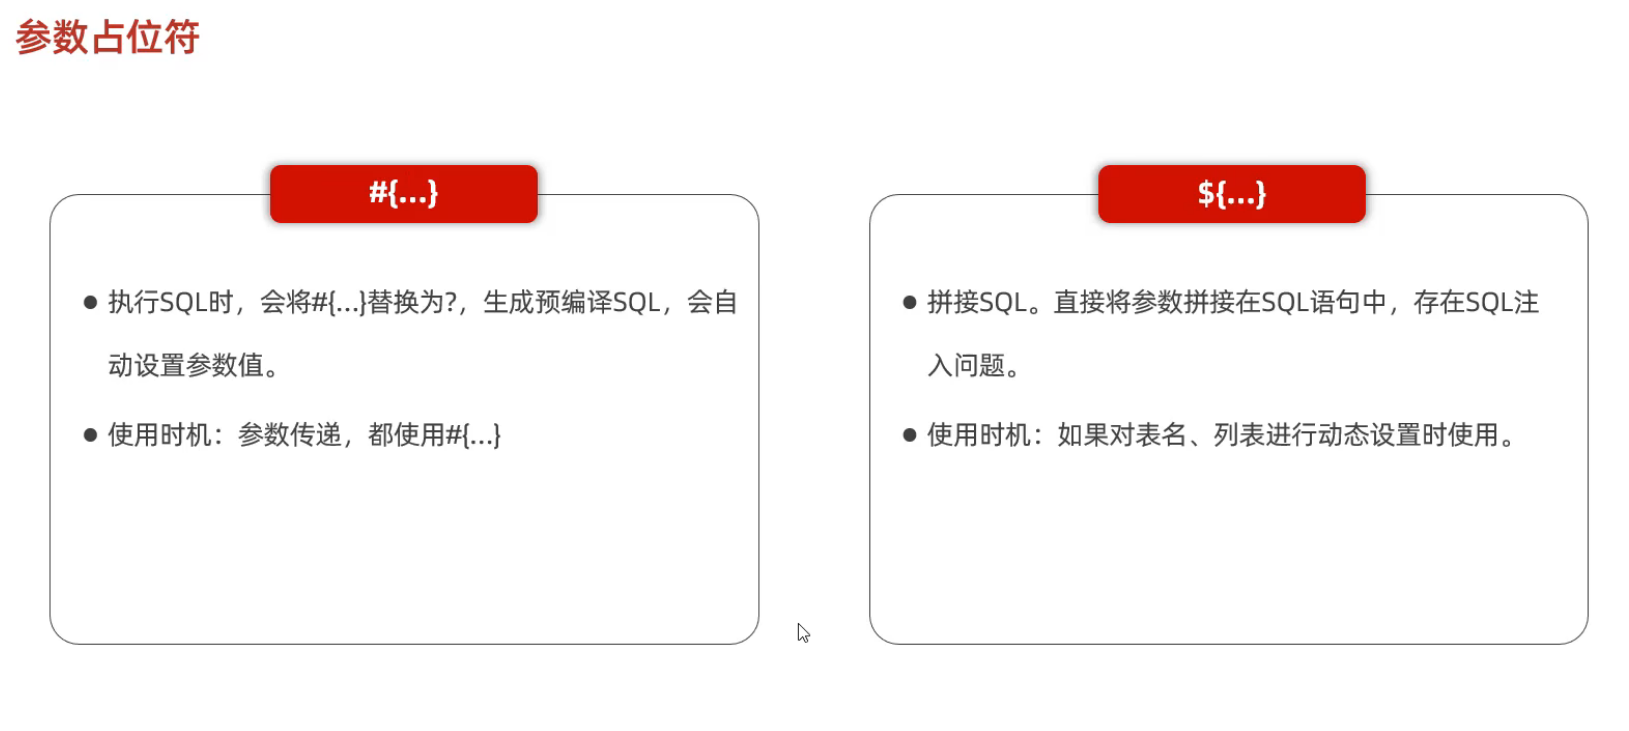 参数占位符
#{…}
执行SQL时，会将#{…}替换为?，生成预编译SQL，会自
动设置参数值。
使用时机：参数传递，都使用#{…}
${…}
拼接SQL。直接将参数拼接在SQL语句中，存在SQL注
入问题。
使用时机：如果对表名、列表进行动态设置时使用。